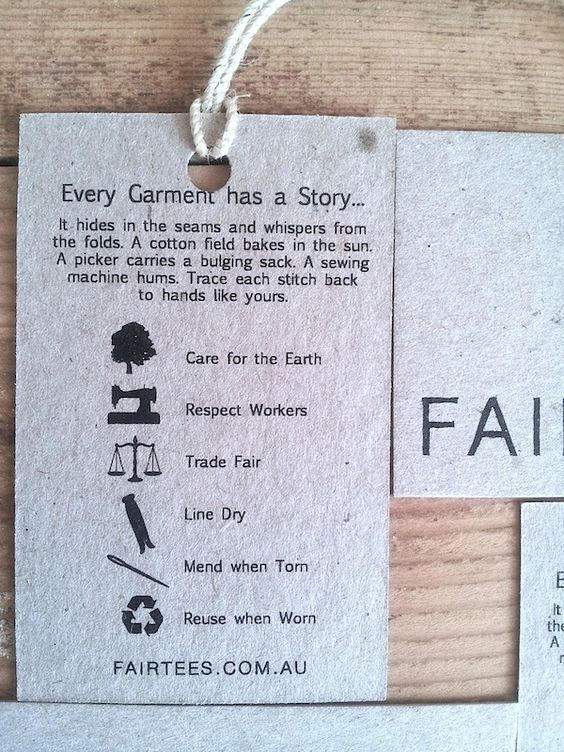 Every Garment has a Story...
It hides in the seams and whispers from
the folds. A cotton field bakes in the sun.
A picker carries a bulging sack. A sewing
machine hums. Trace each stitch back
to hands like yours.
Care for the Earth
Respect Workers
Trade Fair
Line Dry
Mend when Torn
Reuse when Worn
FAIRTEES.COM.AU
FAI
E
It
the
A